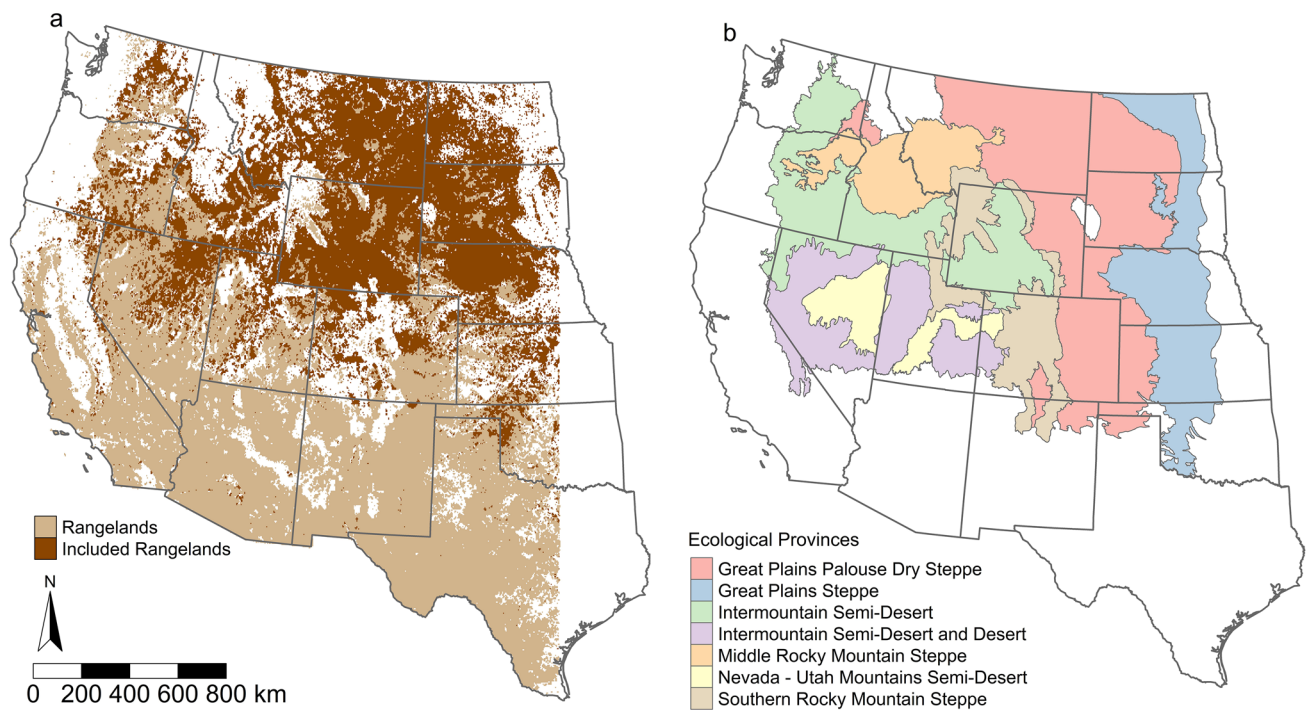 a
b
Rangelands
Included Rangelands
N
0 200 400 600 800 km
Ecological Provinces
Great Plains Palouse Dry Steppe
Great Plains Steppe
Intermountain Semi-Desert
Intermountain Semi-Desert and Desert
Middle Rocky Mountain Steppe
Nevada - Utah Mountains Semi-Desert
Southern Rocky Mountain Steppe